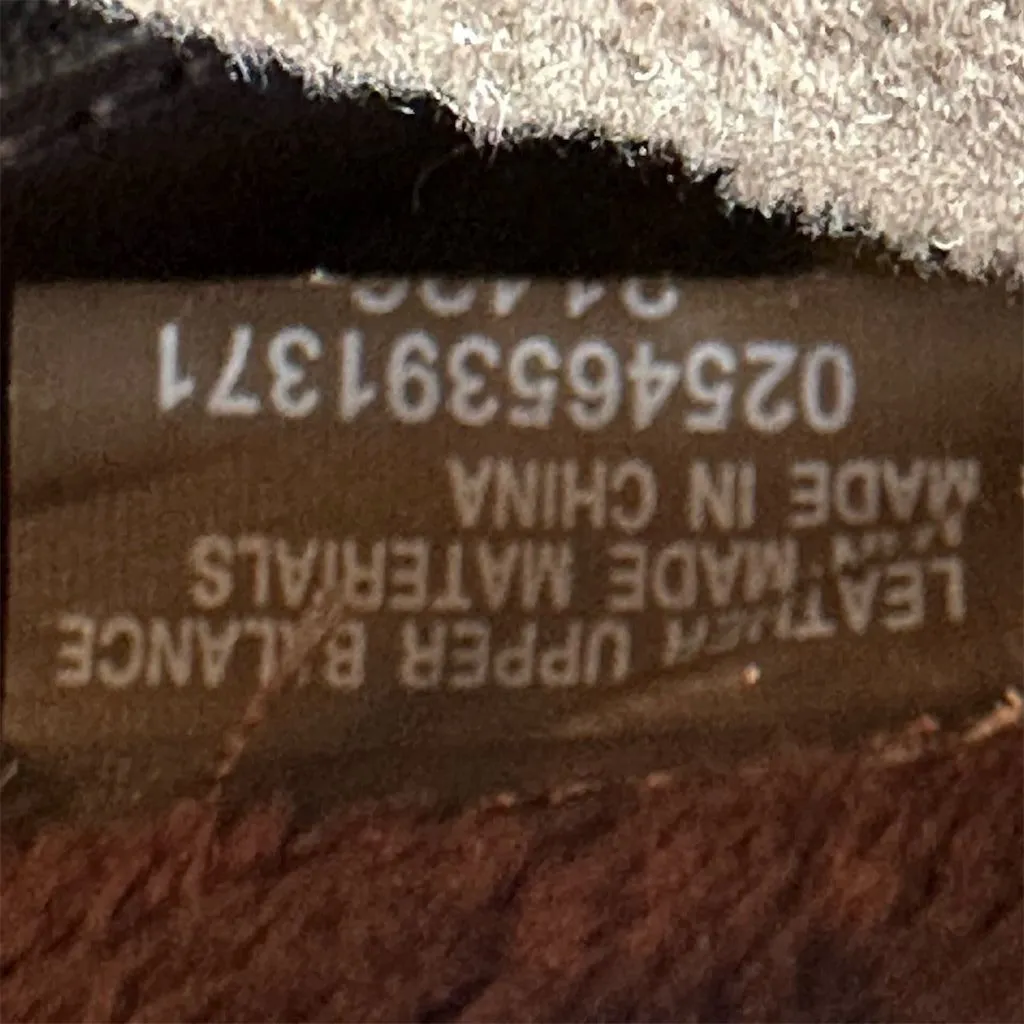 LEATHER UPPER BALANCE
MAN MADE MATERIALS
MADE IN CHINA
025465391371